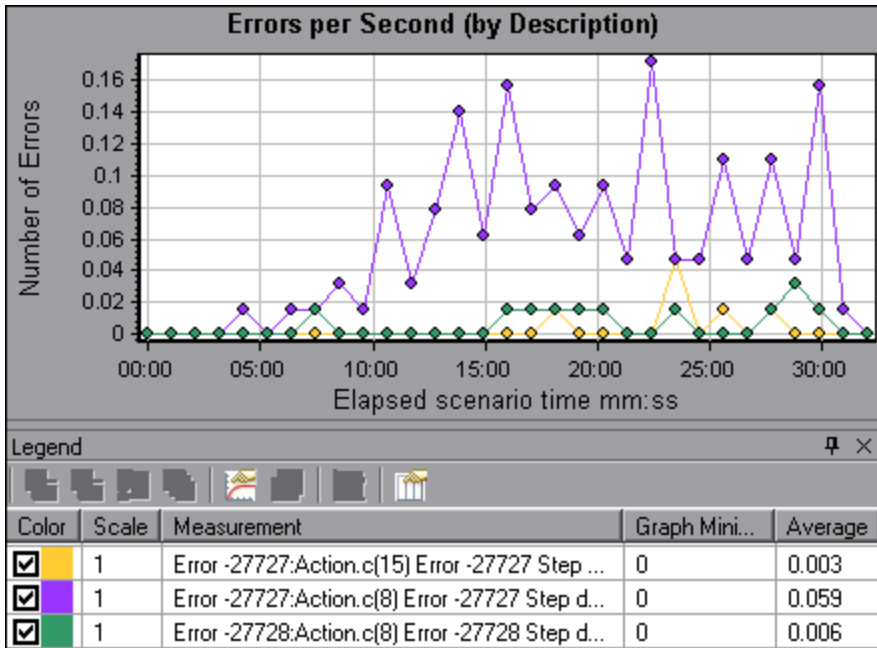 Errors per Second (by Description)
Number of Errors
0.16
0.14
0.12
0.1
0.08
0.06
0.04
0.02
0
00:00 05:00 10:00 15:00 20:00 25:00 30:00
Elapsed scenario time mm:ss
Legend
Color Scale Measurement Graph Mini... Average
1 Error -27727:Action.c(15) Error -27727 Step ... 0 0.003
1 Error -27727:Action.c(8) Error -27727 Step d... 0 0.059
1 Error -27728:Action.c(8) Error -27728 Step d... 0 0.006